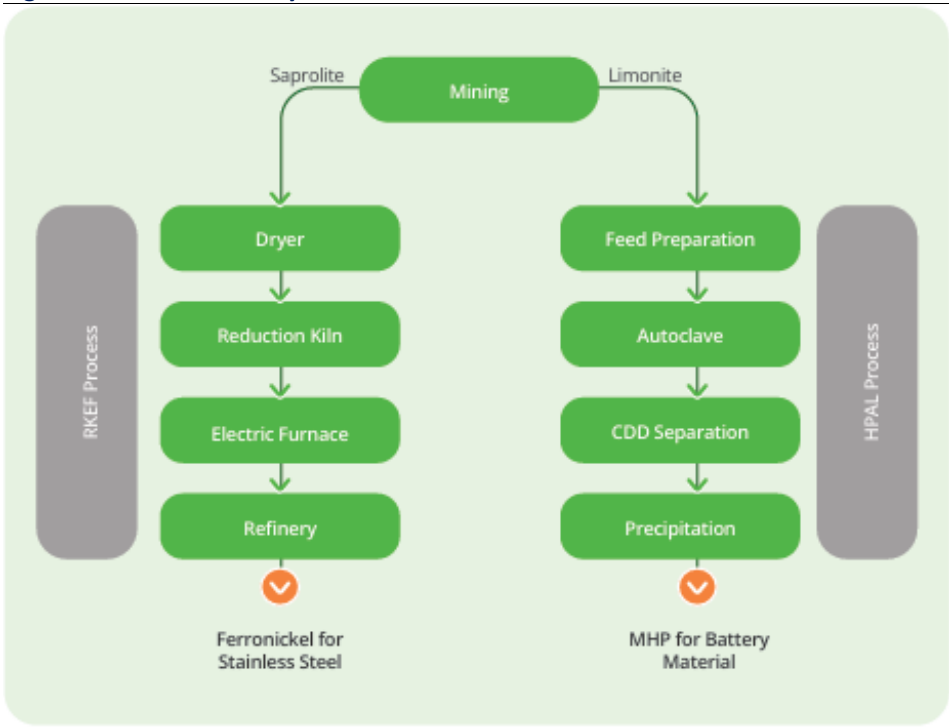 Saprolite
Mining
Limonite
Dryer
Feed Preparation
RKEF Process
Reduction Kiln
Autoclave
HPAL Process
Electric Furnace
CDD Separation
Refinery
Precipitation
Ferronickel for
Stainless Steel
MHP for Battery
Material